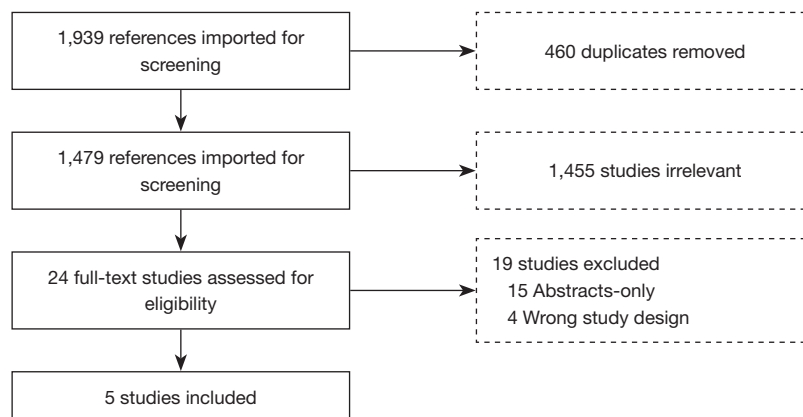 1,939 references imported for
screening
460 duplicates removed
1,479 references imported for
screening
1,455 studies irrelevant
24 full-text studies assessed for
eligibility
19 studies excluded
15 Abstracts-only
4 Wrong study design
5 studies included